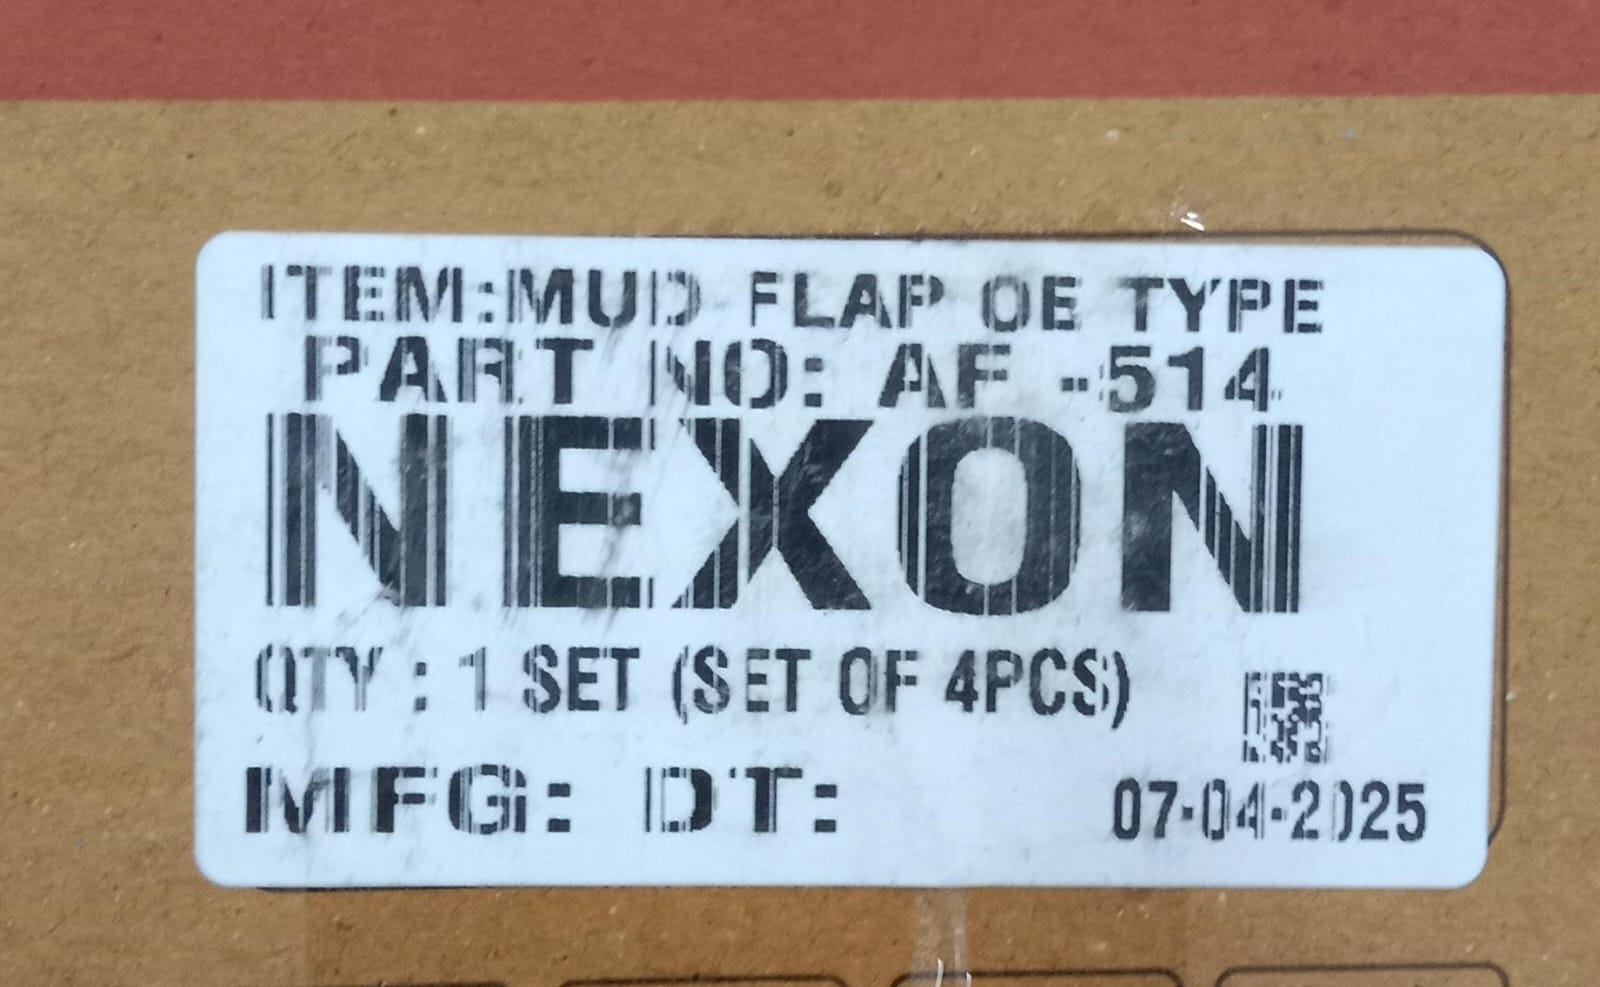 ITEM:MUD FLAP OE TYPE
PART NO: AF -514
NEXON
QTY : 1 SET (SET OF 4PCS)
MFG: DT: 07-04-2025